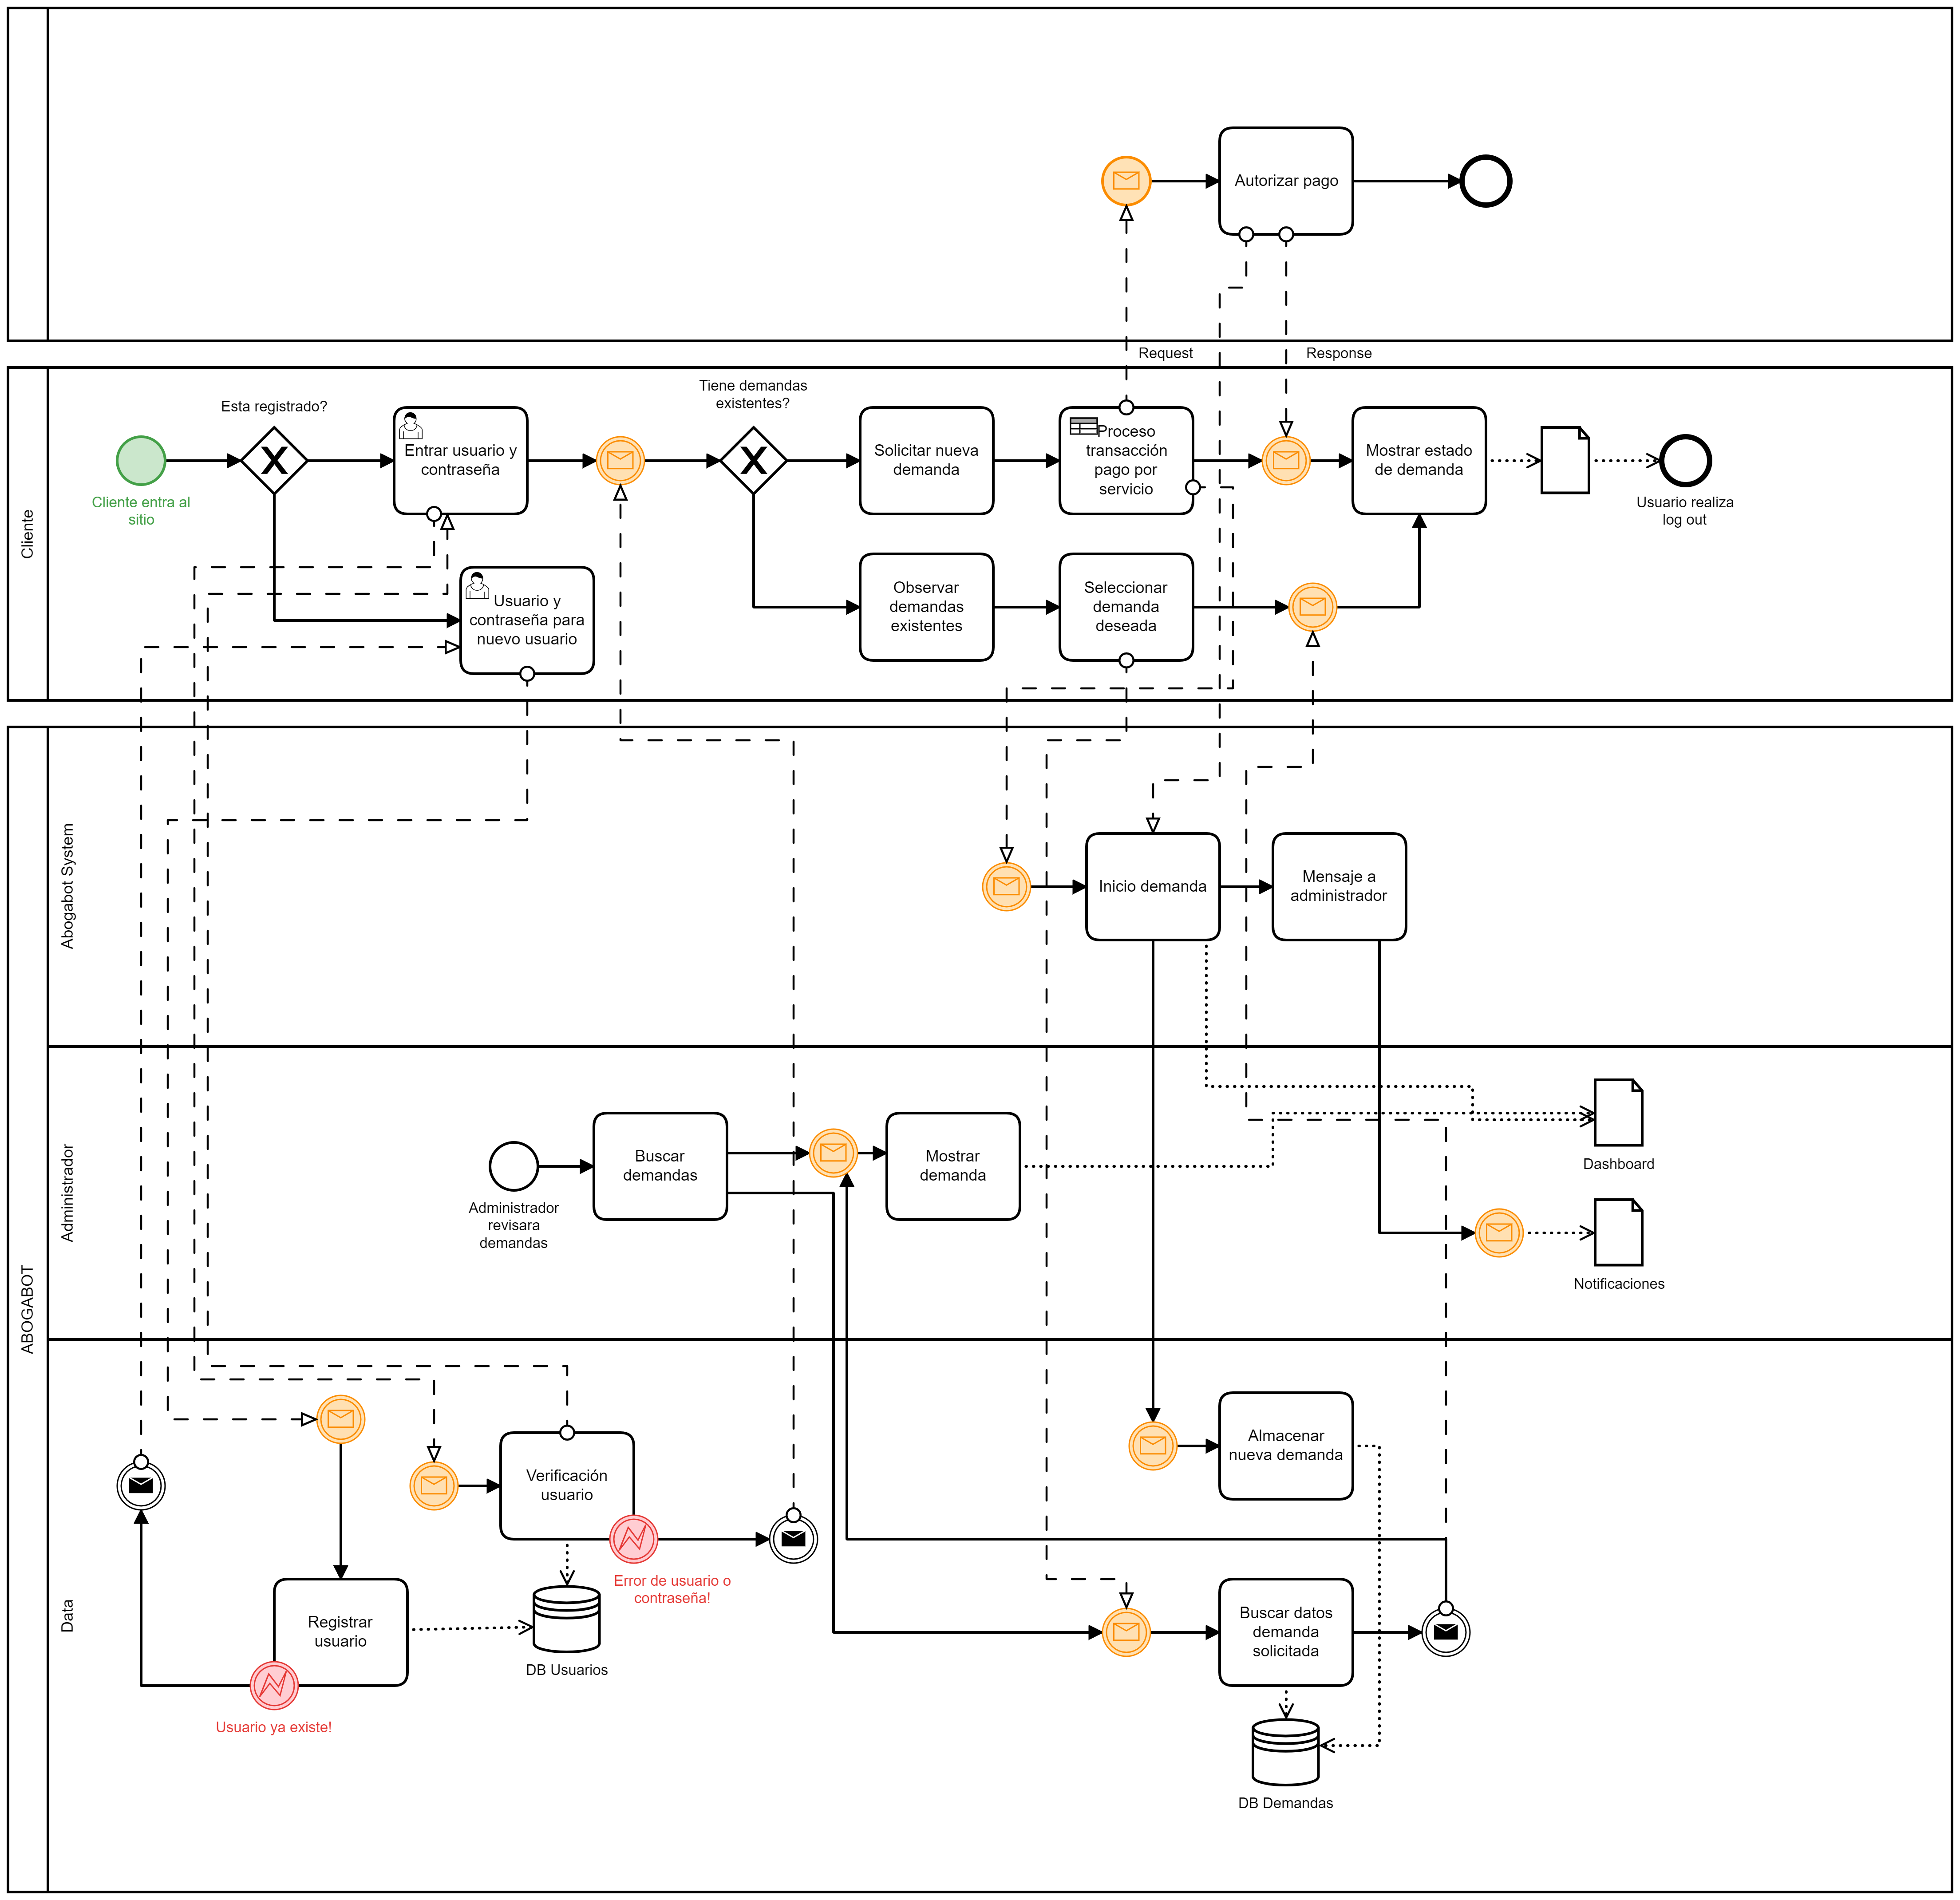 Autorizar pago
Request
Response
Cliente
Esta registrado?
Tiene demandas
existentes?
Cliente entra al
sitio
Entrar usuario y
contraseña
Solicitar nueva
demanda
Proceso
transacción
pago por
servicio
Mostrar estado
de demanda
Usuario realiza
log out
Usuario y
contraseña para
nuevo usuario
Observar
demandas
existentes
Seleccionar
demanda
deseada
ABOGABOT
Abogabot System
Inicio demanda
Mensaje a
administrador
Administrador
Administrador
revisara
demandas
Buscar
demandas
Mostrar
demanda
Dashboard
Notificaciones
Data
Verificación
usuario
Error de usuario o
contraseña!
Registrar
usuario
Usuario ya existe!
DB Usuarios
Almacenar
nueva demanda
Buscar datos
demanda
solicitada
DB Demandas